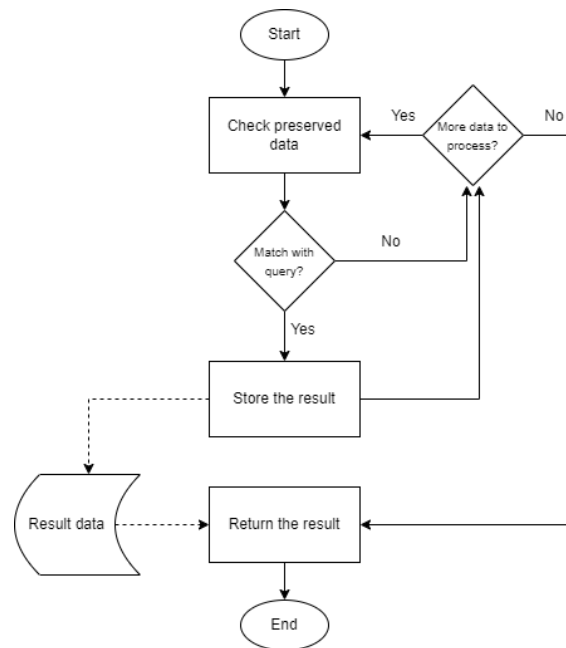 Start
Check preserved
data
Yes
More data to
process?
No
Match with
query?
No
Yes
Store the result
Result data
Return the result
End